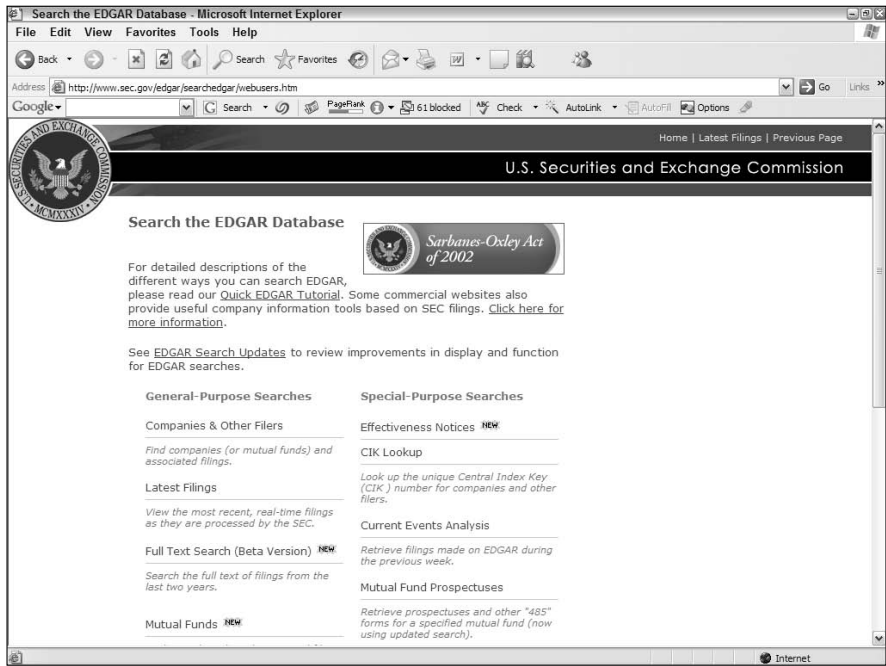 Search the EDGAR Database - Microsoft Internet Explorer
File Edit View Favorites Tools Help
Back Search Favorites
Address http://www.sec.gov/edgar/searchedgar/webusers.htm Go Links »
Google Search PageRank 61 blocked ABC Check AutoLink AutoFill Options
Home | Latest Filings | Previous Page
U.S. Securities and Exchange Commission
U.S. SECURITIES AND EXCHANGE COMMISSION
MCMXXXIV
Search the EDGAR Database
Sarbanes-Oxley Act
of 2002
For detailed descriptions of the
different ways you can search EDGAR,
please read our Quick EDGAR Tutorial. Some commercial websites also
provide useful company information tools based on SEC filings. Click here for
more information.
See EDGAR Search Updates to review improvements in display and function
for EDGAR searches.
General-Purpose Searches
Companies & Other Filers
Find companies (or mutual funds) and
associated filings.
Latest Filings
View the most recent, real-time filings
as they are processed by the SEC.
Full Text Search (Beta Version) NEW
Search the full text of filings from the
last two years.
Mutual Funds NEW
Special-Purpose Searches
Effectiveness Notices NEW
CIK Lookup
Look up the unique Central Index Key
(CIK ) number for companies and other
filers.
Current Events Analysis
Retrieve filings made on EDGAR during
the previous week.
Mutual Fund Prospectuses
Retrieve prospectuses and other "485"
forms for a specified mutual fund (now
using updated search).
Internet